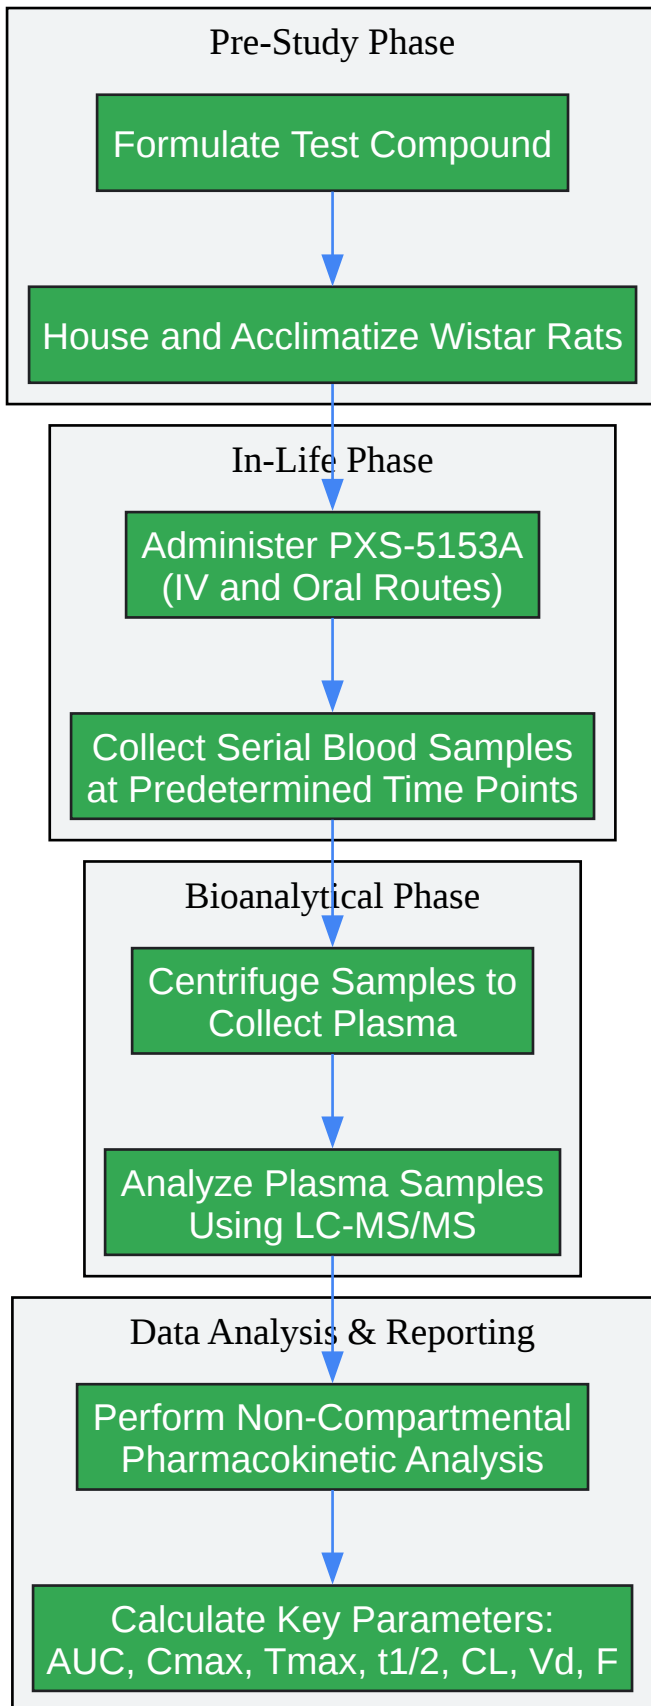 Pre-Study Phase
Formulate Test Compound
House and Acclimatize Wistar Rats
In-Life Phase
Administer PXS-5153A
(IV and Oral Routes)
Collect Serial Blood Samples
at Predetermined Time Points
Bioanalytical Phase
Centrifuge Samples to
Collect Plasma
Analyze Plasma Samples
Using LC-MS/MS
Data Analysis & Reporting
Perform Non-Compartmental
Pharmacokinetic Analysis
Calculate Key Parameters:
AUC, Cmax, Tmax, t1/2, CL, Vd, F